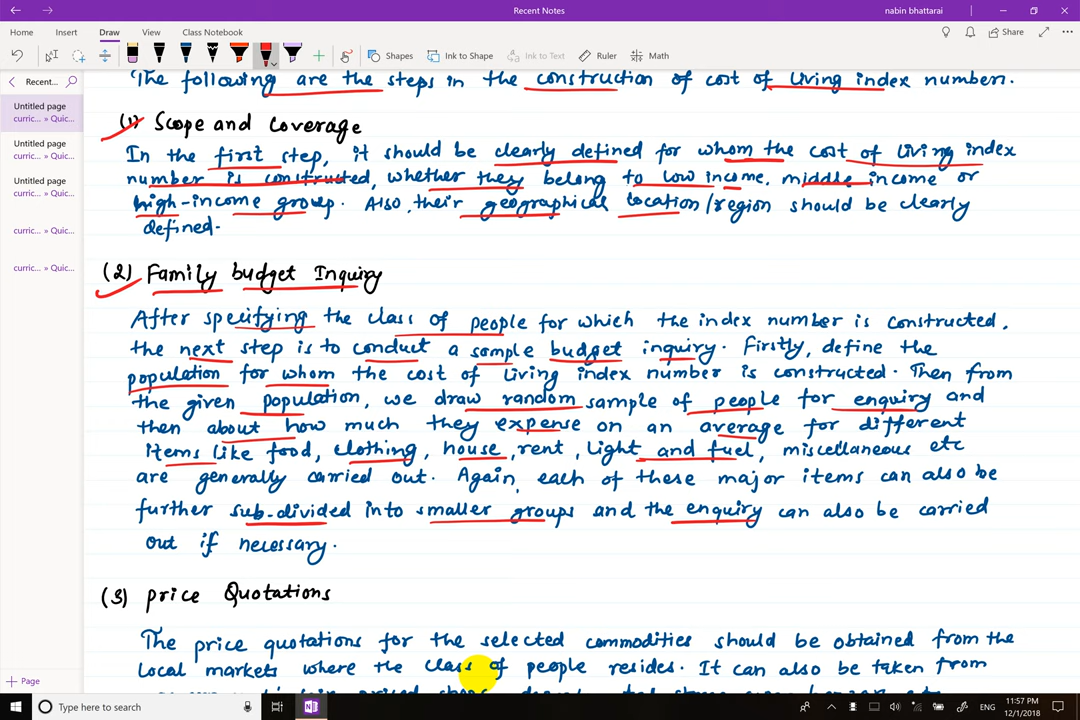 Recent Notes
nabin bhattarai
Home Insert Draw View Class Notebook
Share
Shapes Ink to Shape Ink to Text Ruler Math
Recent...
Untitled page
curric... » Quic...
Untitled page
curric... » Quic...
Untitled page
curric... » Quic...
curric... » Quic...
curric... » Quic...
+ Page
The following are the steps in the construction of cost of living index numbers.
(1) Scope and coverage
In the first step, it should be clearly defined for whom the cost of living index
number is constructed, whether they belong to low income, middle income or
high-income group. Also, their geographical location/region should be clearly
defined.
(2) Family budget Inquiry
After specifying the class of people for which the index number is constructed,
the next step is to conduct a sample budget inquiry. Firstly, define the
population for whom the cost of living index number is constructed. Then from
the given population, we draw random sample of people for enquiry and
then about how much they expense on an average for different
items like food, clothing, house, rent, light and fuel, miscellaneous etc
are generally carried out. Again, each of these major items can also be
further sub-divided into smaller groups and the enquiry can also be carried
out if necessary.
(3) price Quotations
The price quotations for the selected commodities should be obtained from the
local markets where the class of people resides. It can also be taken from
Type here to search
ENG
11:57 PM
12/1/2018